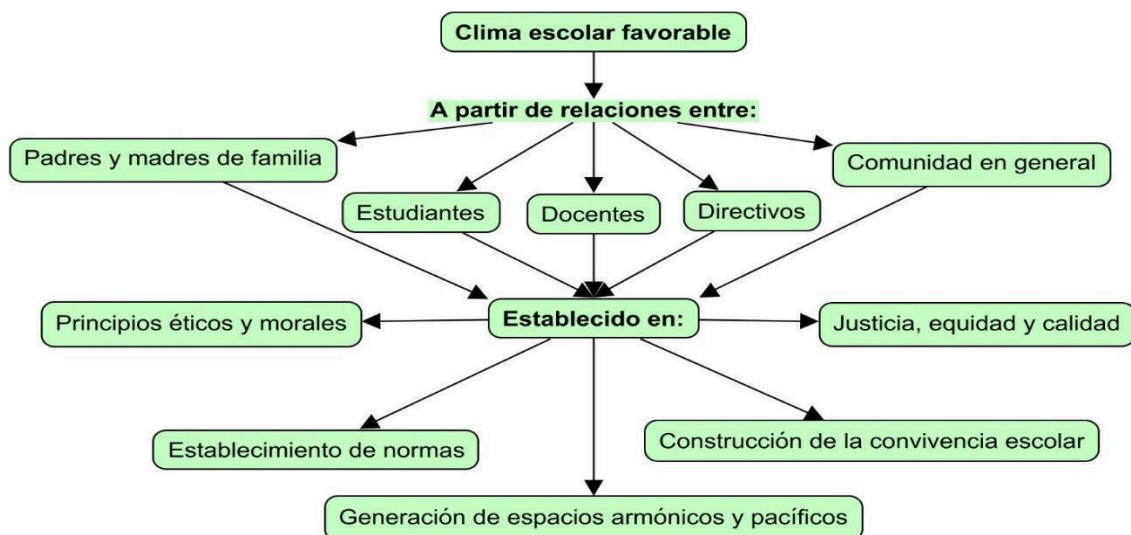 Clima escolar favorable
A partir de relaciones entre:
Padres y madres de familia
Comunidad en general
Estudiantes
Docentes
Directivos
Principios éticos y morales
Establecido en:
Justicia, equidad y calidad
Establecimiento de normas
Construcción de la convivencia escolar
Generación de espacios armónicos y pacíficos